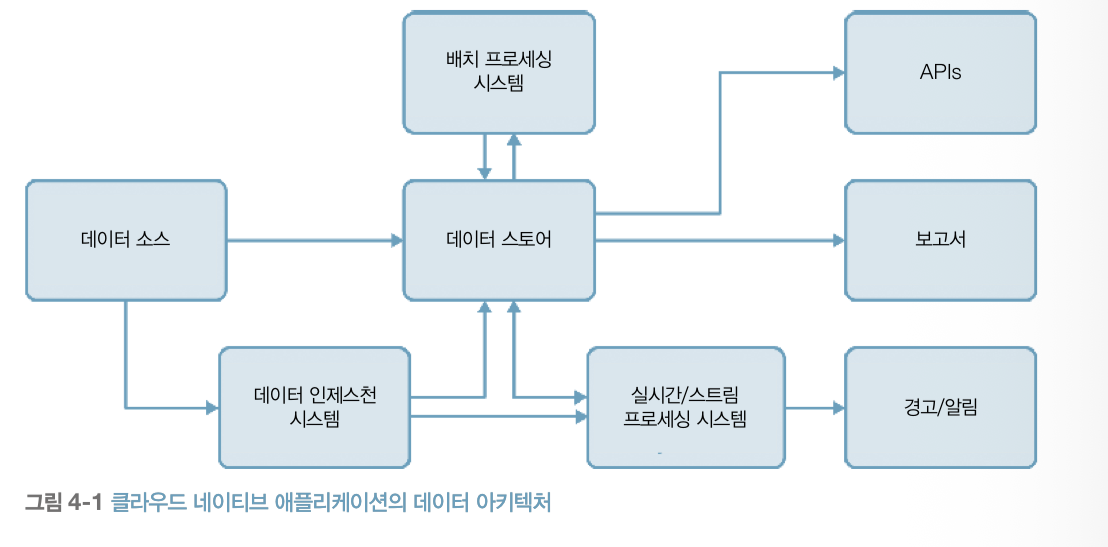 배치 프로세싱
시스템
APIs
데이터 소스
데이터 스토어
보고서
데이터 인제스천
시스템
실시간/스트림
프로세싱 시스템
경고/알림
그림 4-1 클라우드 네이티브 애플리케이션의 데이터 아키텍처